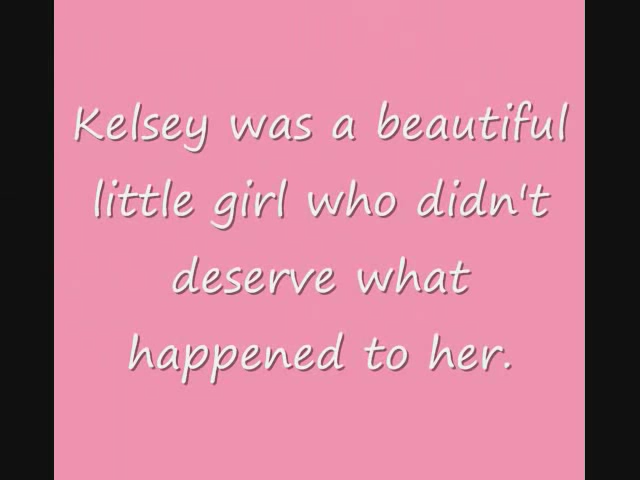 Kelsey was a beautiful
little girl who didn't
deserve what
happened to her.